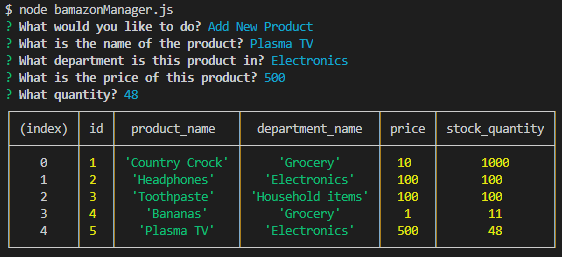 $ node bamazonManager.js
? What would you like to do? Add New Product
? What is the name of the product? Plasma TV
? What department is this product in? Electronics
? What is the price of this product? 500
? What quantity? 48
(index) id product_name department_name price stock_quantity
0 1 'Country Crock' 'Grocery' 10 1000
1 2 'Headphones' 'Electronics' 100 100
2 3 'Toothpaste' 'Household items' 100 100
3 4 'Bananas' 'Grocery' 1 11
4 5 'Plasma TV' 'Electronics' 500 48